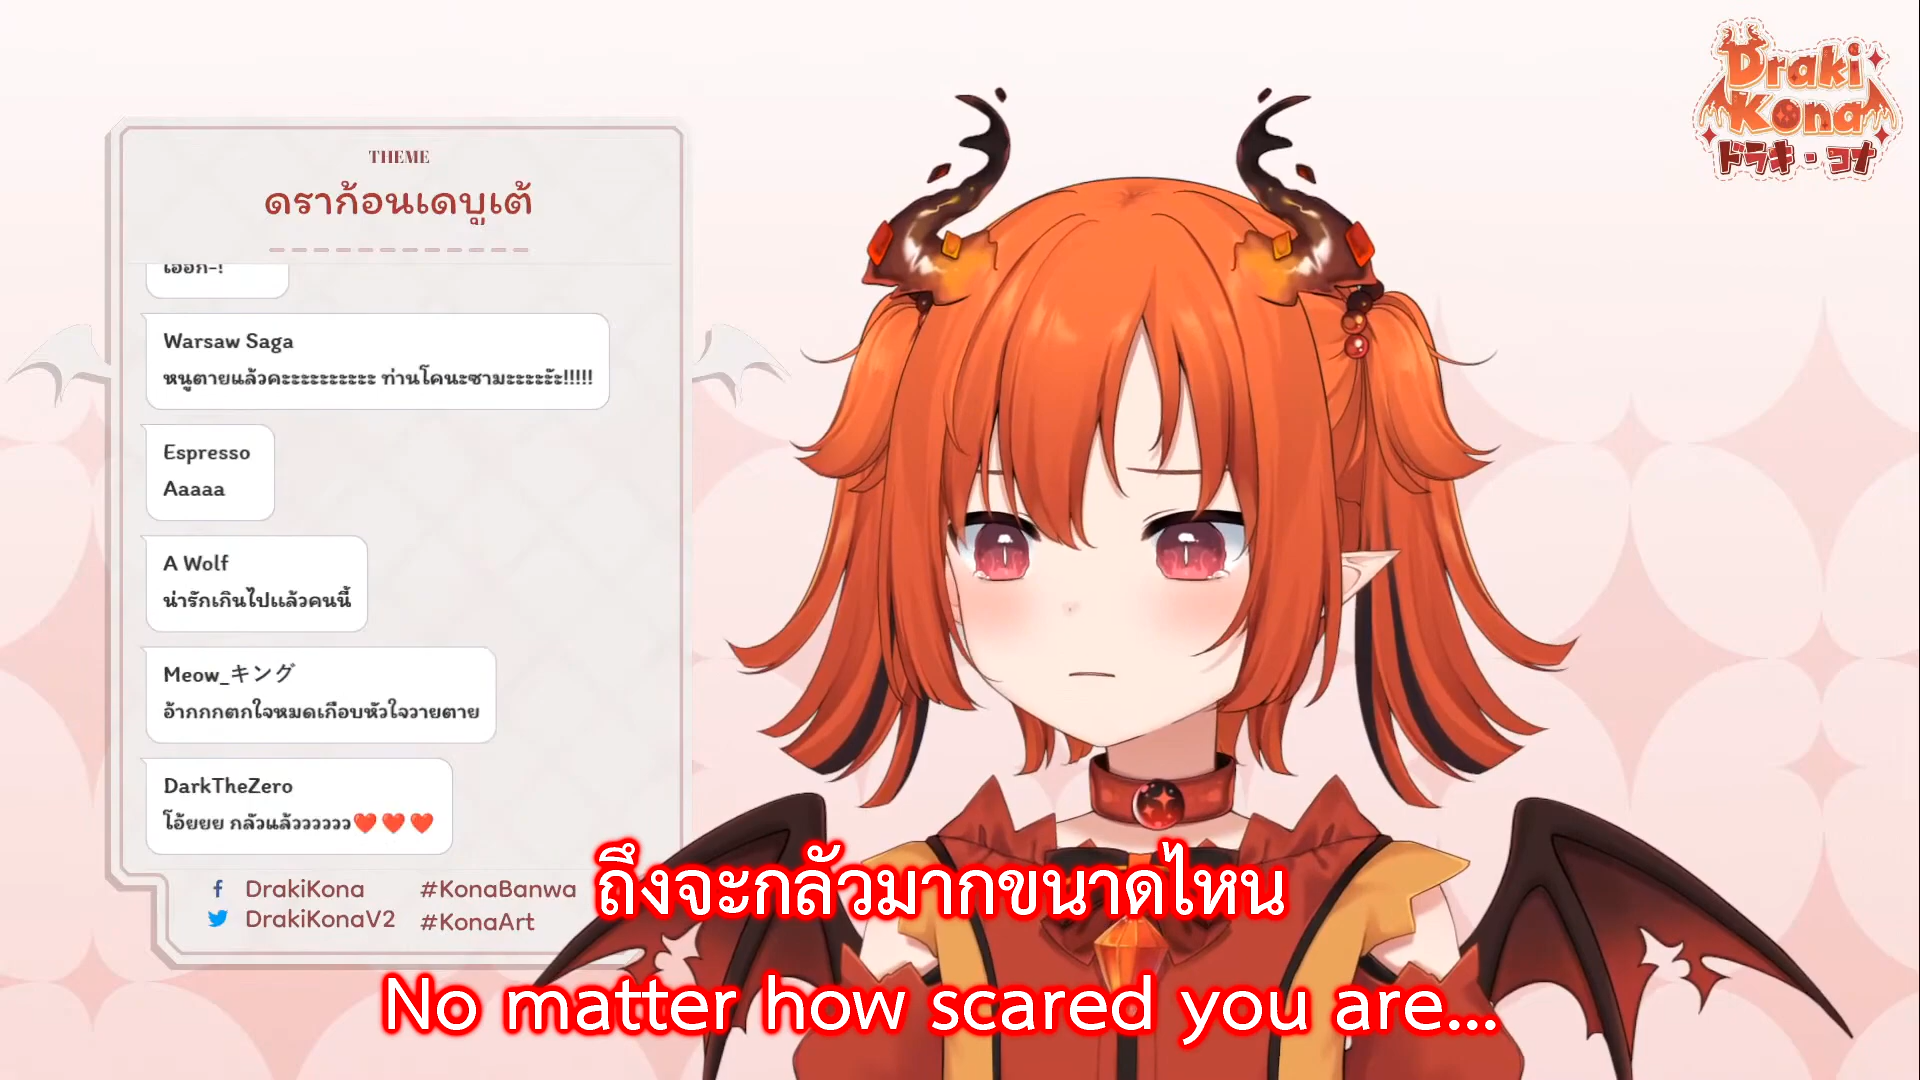 THEME
ดราก้อนเดบูเต้
เออก-!
Warsaw Saga
หนูตายแล้วคะะะะะะะะะะ ท่านโคนะซามะะะะะ้ะ!!!!!
Espresso
Aaaaa
A Wolf
น่ารักเกินไปแล้วคนนี้
Meow_キング
อ้ากกกตกใจหมดเกือบหัวใจวายตาย
DarkTheZero
โอ้ยยย กลัวแล้วววววว❤️❤️❤️
DrakiKona #KonaBanwa
DrakiKonaV2 #KonaArt
Draki
Kona
ドラキ・コナ
ถึงจะกลัวมากขนาดไหน
No matter how scared you are...